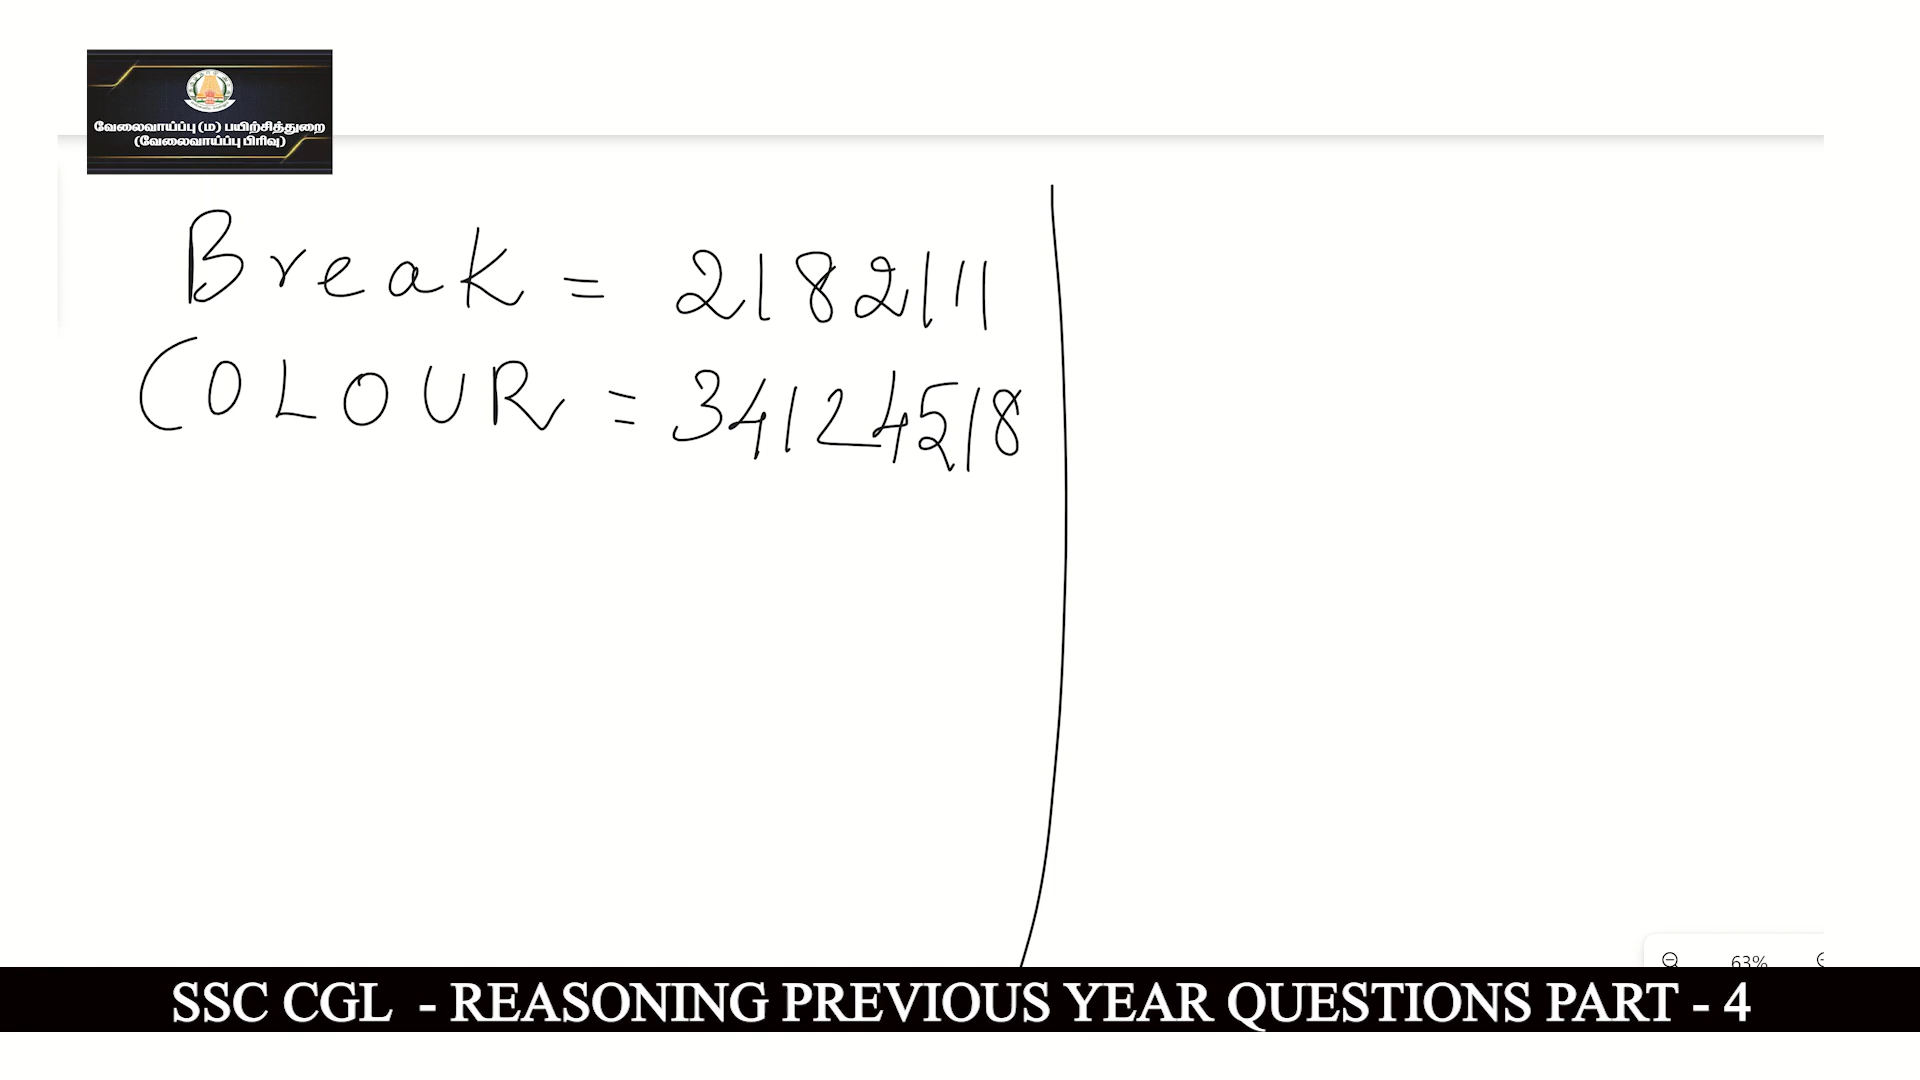 வேலைவாய்ப்பு (ம) பயிற்சித்துறை
(வேலைவாய்ப்பு பிரிவு)
Break = 2182111
COLOUR = 34124518
63%
SSC CGL - REASONING PREVIOUS YEAR QUESTIONS PART - 4